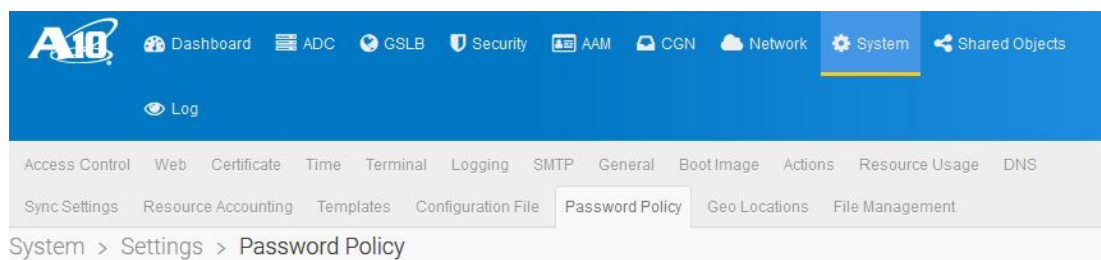 A10 Dashboard ADC GSLB Security AAM CGN Network System Shared Objects
Log
Access Control Web Certificate Time Terminal Logging SMTP General Boot Image Actions Resource Usage DNS
Sync Settings Resource Accounting Templates Configuration File Password Policy Geo Locations File Management
System > Settings > Password Policy